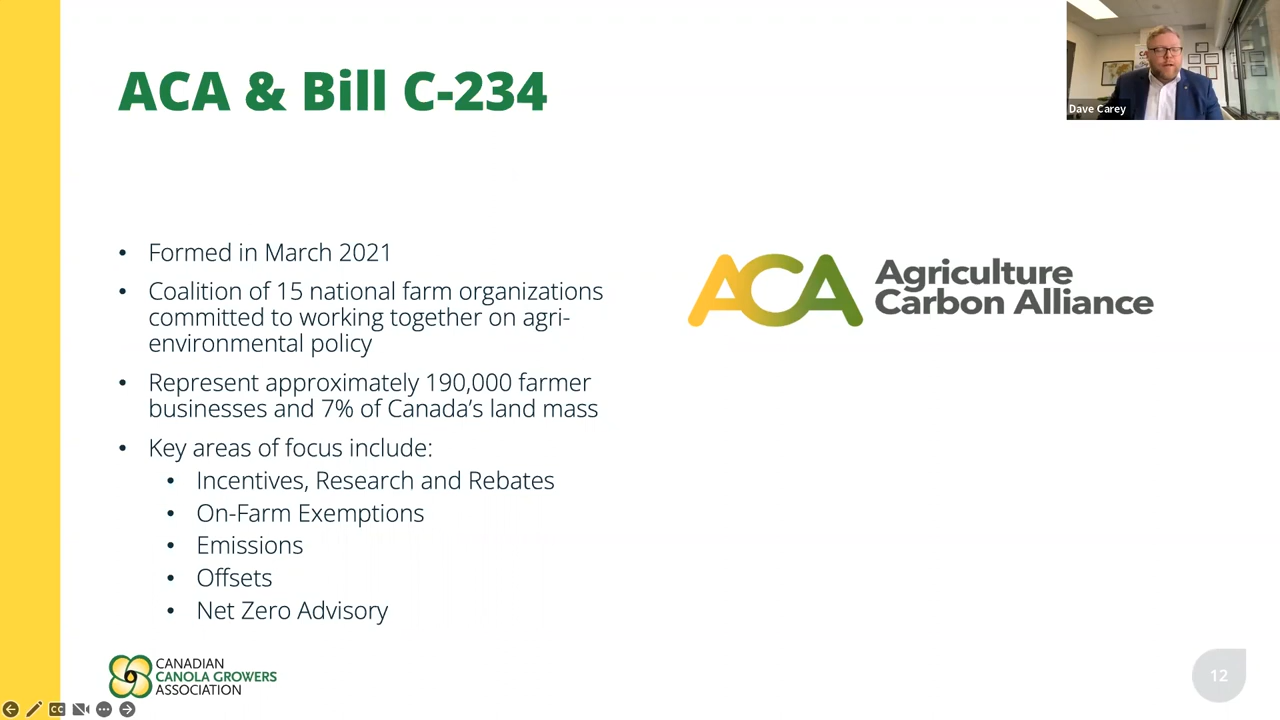 ACA & Bill C-234
Dave Carey
• Formed in March 2021
• Coalition of 15 national farm organizations
committed to working together on agri-
environmental policy
• Represent approximately 190,000 farmer
businesses and 7% of Canada’s land mass
• Key areas of focus include:
• Incentives, Research and Rebates
• On-Farm Exemptions
• Emissions
• Offsets
• Net Zero Advisory
ACA Agriculture
Carbon Alliance
CANADIAN
CANOLA GROWERS
ASSOCIATION
12
CC